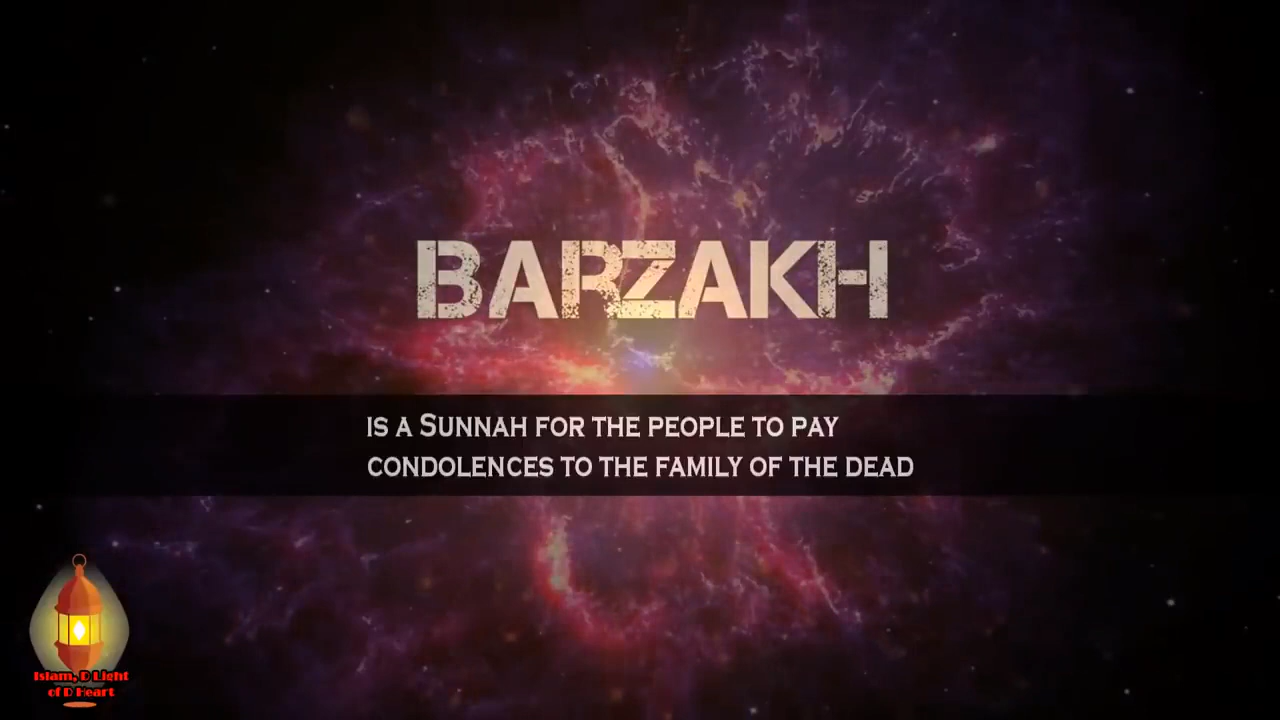 BARZAKH
IS A SUNNAH FOR THE PEOPLE TO PAY
CONDOLENCES TO THE FAMILY OF THE DEAD
Islam, D Light
of D Heart